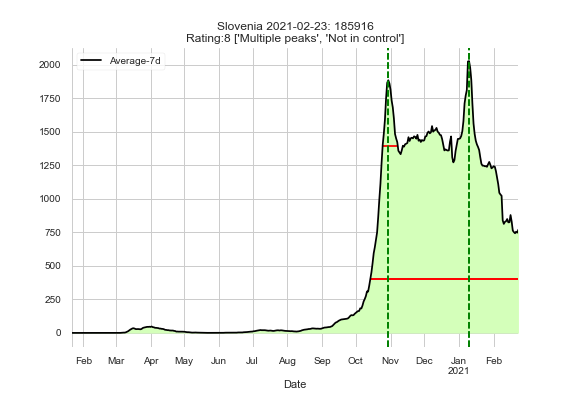 Slovenia 2021-02-23: 185916
Rating:8 ['Multiple peaks', 'Not in control']
Average-7d
2000
1750
1500
1250
1000
750
500
250
0
Feb Mar Apr May Jun Jul Aug Sep Oct Nov Dec Jan Feb
2021
Date